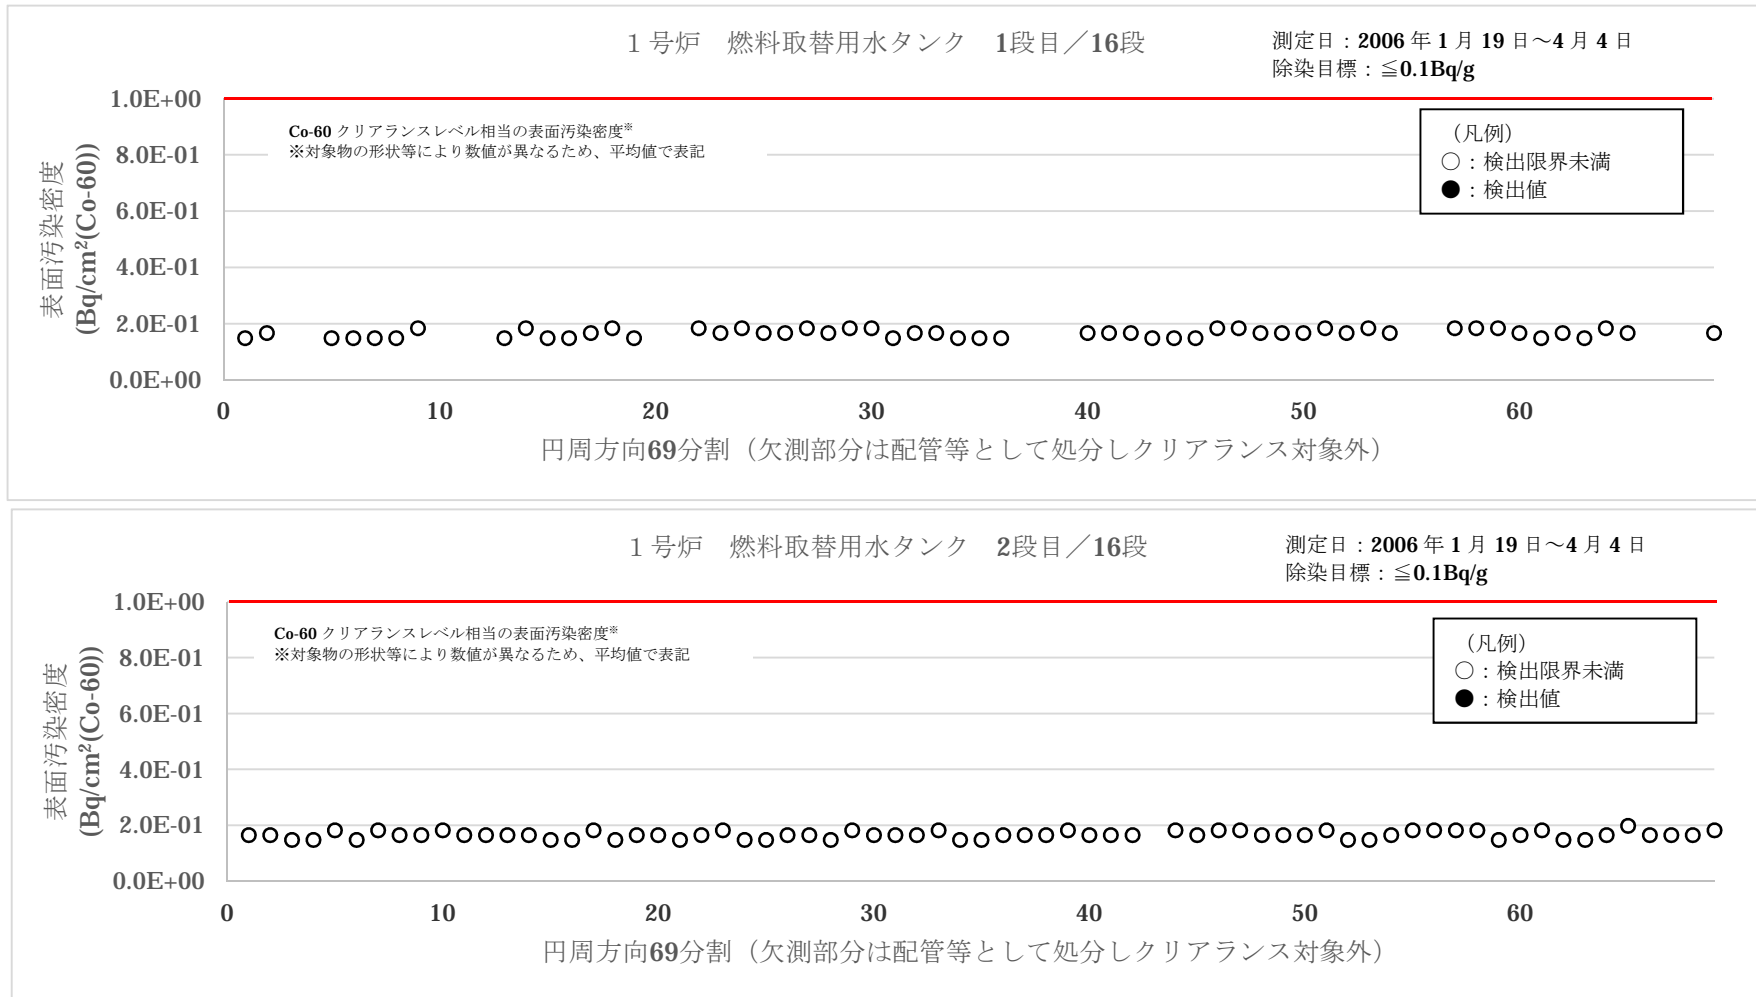 １号炉　燃料取替用水タンク　1段目／16段
測定日：2006 年 1 月 19 日～4 月 4 日
除染目標：≦0.1Bq/g
1.0E+00
8.0E-01
6.0E-01
4.0E-01
2.0E-01
0.0E+00
表面汚染密度
(Bq/cm²(Co-60))
Co-60 クリアランスレベル相当の表面汚染密度※
※対象物の形状等により数値が異なるため、平均値で表記
（凡例）
○：検出限界未満
●：検出値
0 10 20 30 40 50 60
円周方向69分割（欠測部分は配管等として処分しクリアランス対象外）
１号炉　燃料取替用水タンク　2段目／16段
測定日：2006 年 1 月 19 日～4 月 4 日
除染目標：≦0.1Bq/g
1.0E+00
8.0E-01
6.0E-01
4.0E-01
2.0E-01
0.0E+00
表面汚染密度
(Bq/cm²(Co-60))
Co-60 クリアランスレベル相当の表面汚染密度※
※対象物の形状等により数値が異なるため、平均値で表記
（凡例）
○：検出限界未満
●：検出値
0 10 20 30 40 50 60
円周方向69分割（欠測部分は配管等として処分しクリアランス対象外）